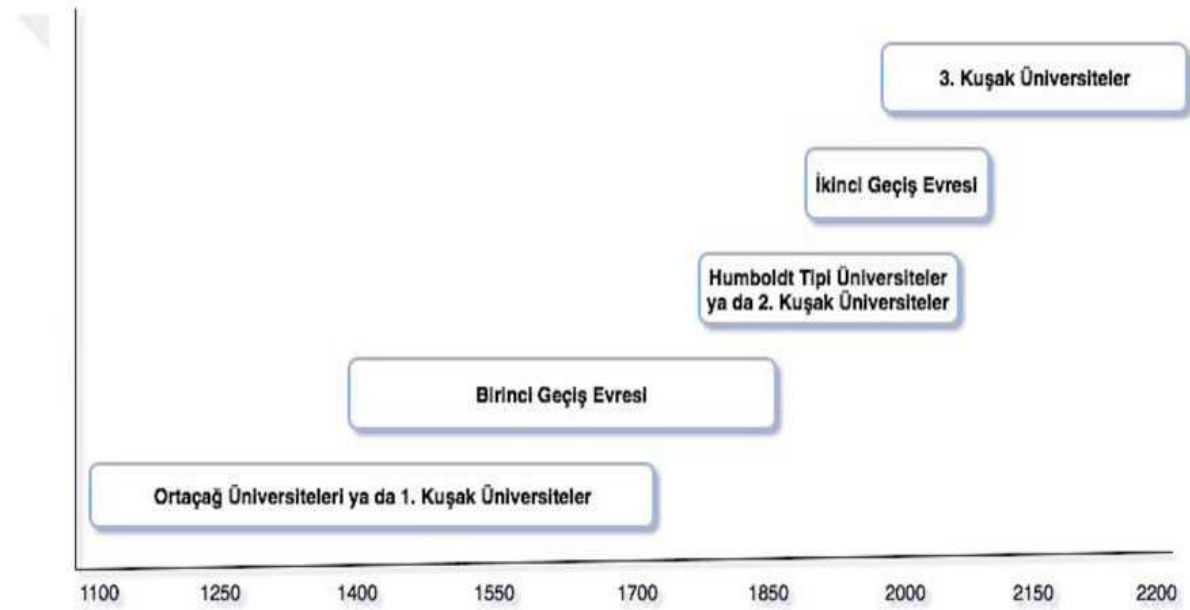 3. Kuşak Üniversiteler
İkinci Geçiş Evresi
Humboldt Tipi Üniversiteler
ya da 2. Kuşak Üniversiteler
Birinci Geçiş Evresi
Ortaçağ Üniversiteleri ya da 1. Kuşak Üniversiteler
1100 1250 1400 1550 1700 1850 2000 2150 2200